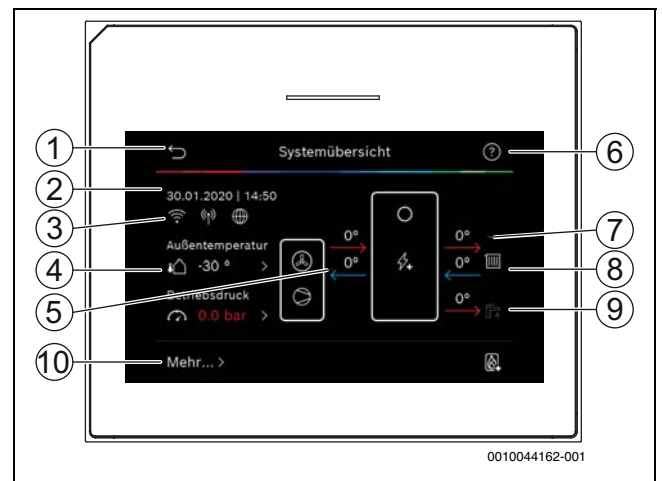 1
Systemübersicht
?
6
2
30.01.2020 | 14:50
3
Außentemperatur
0°
0°
7
4
-30 ° >
0°
0°
8
5
Betriebsdruck
0.0 bar >
0°
9
10
Mehr... >
0010044162-001